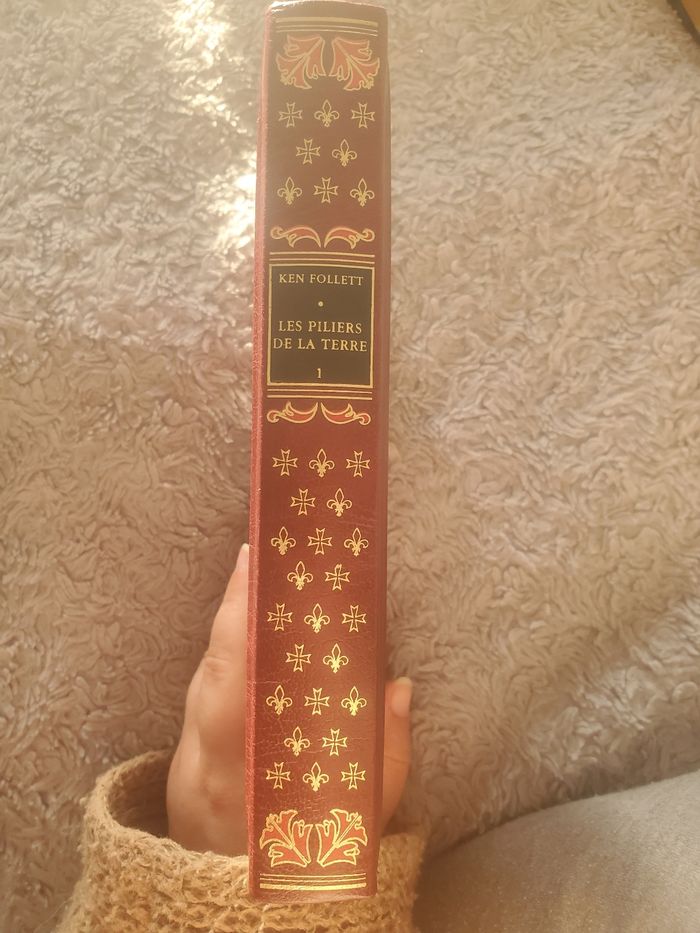 KEN FOLLETT
LES PILIERS
DE LA TERRE
1